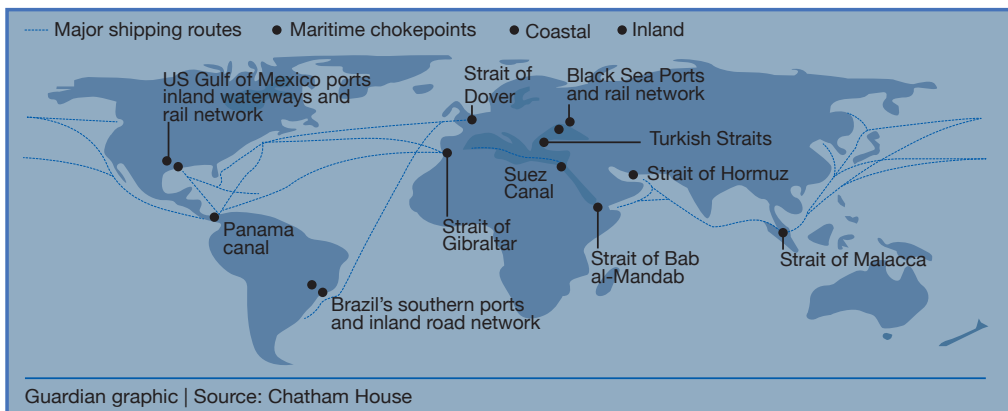 Major shipping routes
Maritime chokepoints
Coastal
Inland
US Gulf of Mexico ports
inland waterways and
rail network
Strait of
Dover
Black Sea Ports
and rail network
Turkish Straits
Suez
Canal
Strait of Hormuz
Panama
canal
Strait of
Gibraltar
Strait of Bab
al-Mandab
Strait of Malacca
Brazil's southern ports
and inland road network
Guardian graphic | Source: Chatham House